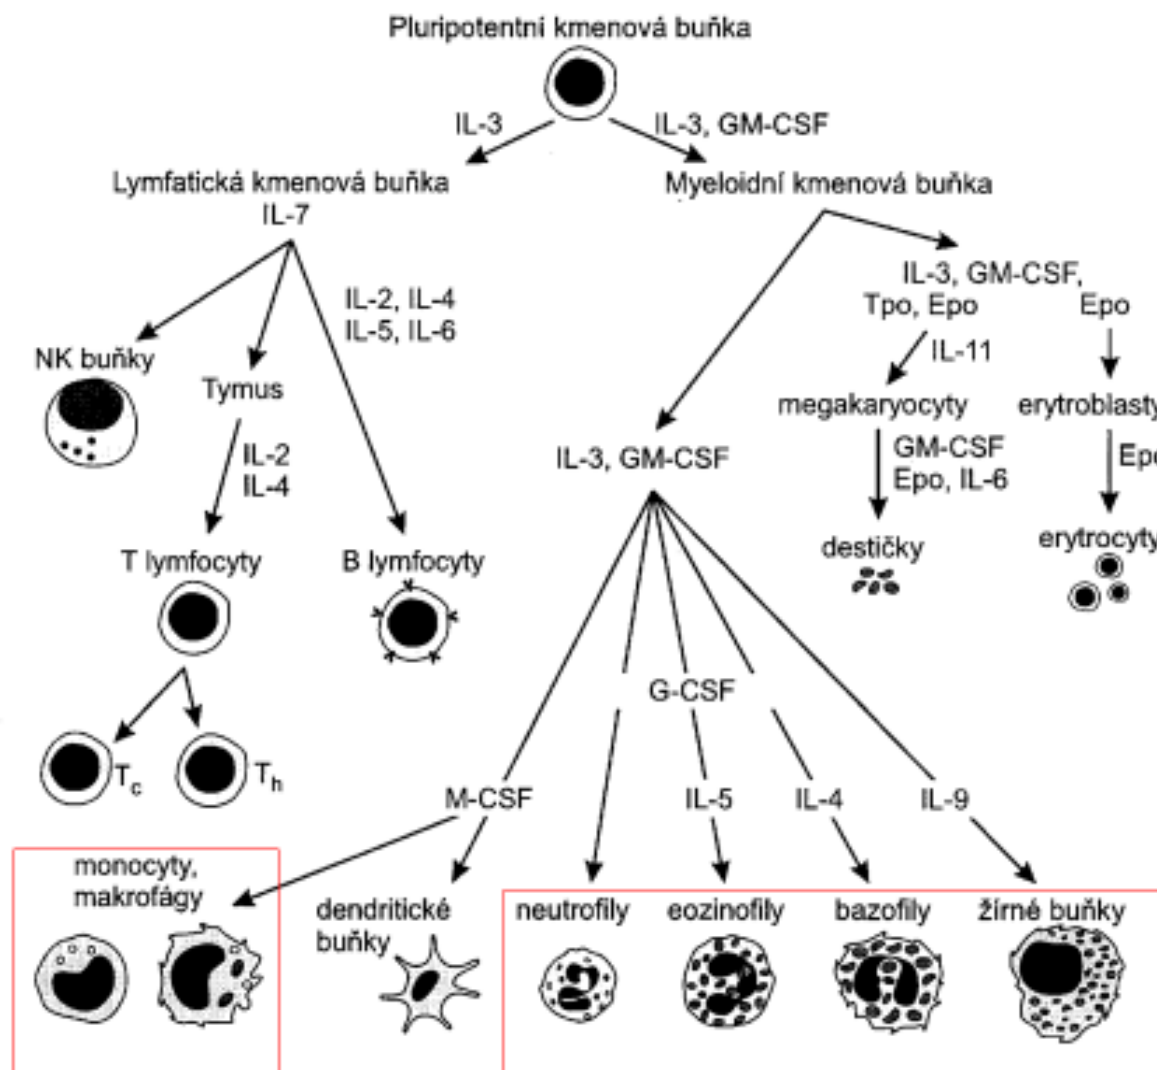 Pluripotentní kmenová buňka
IL-3
IL-3, GM-CSF
Lymfatická kmenová buňka
IL-7
Myeloidní kmenová buňka
IL-2, IL-4
IL-5, IL-6
NK buňky
Tymus
IL-2
IL-4
T lymfocyty
B lymfocyty
Tc
Th
IL-3, GM-CSF,
Tpo, Epo
Epo
IL-11
megakaryocyty
erytroblasty
GM-CSF
Epo, IL-6
Epo
destičky
erytrocyty
IL-3, GM-CSF
G-CSF
M-CSF
IL-5
IL-4
IL-9
monocyty,
makrofágy
dendritické
buňky
neutrofily
eozinofily
bazofily
žírné buňky